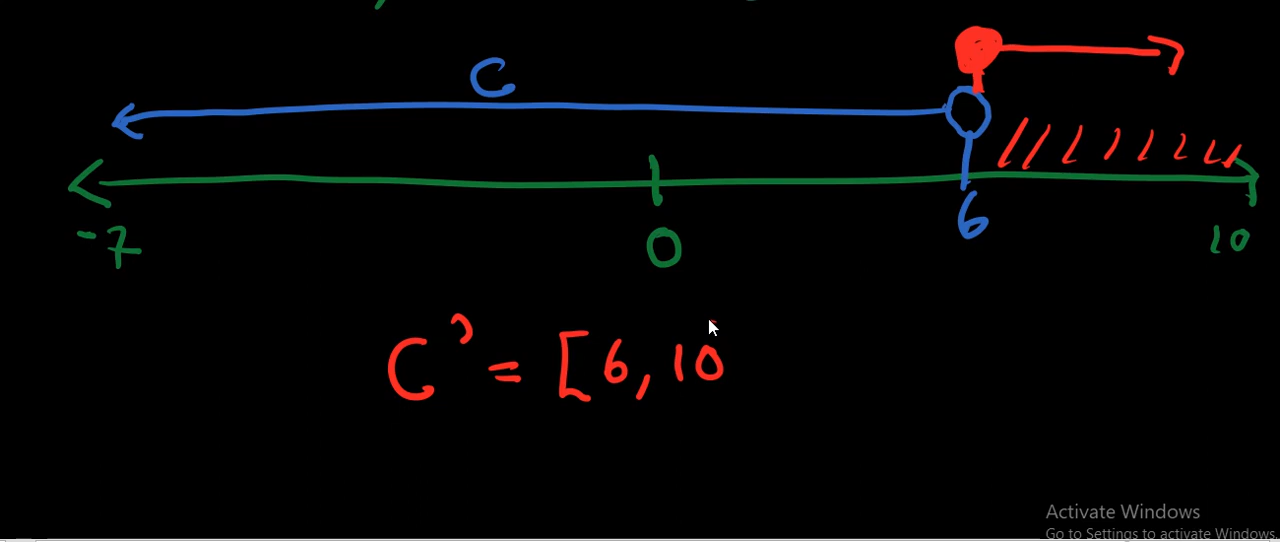 C
6
-7 0 10
C' = [6, 10
Activate Windows
Go to Settings to activate Windows.